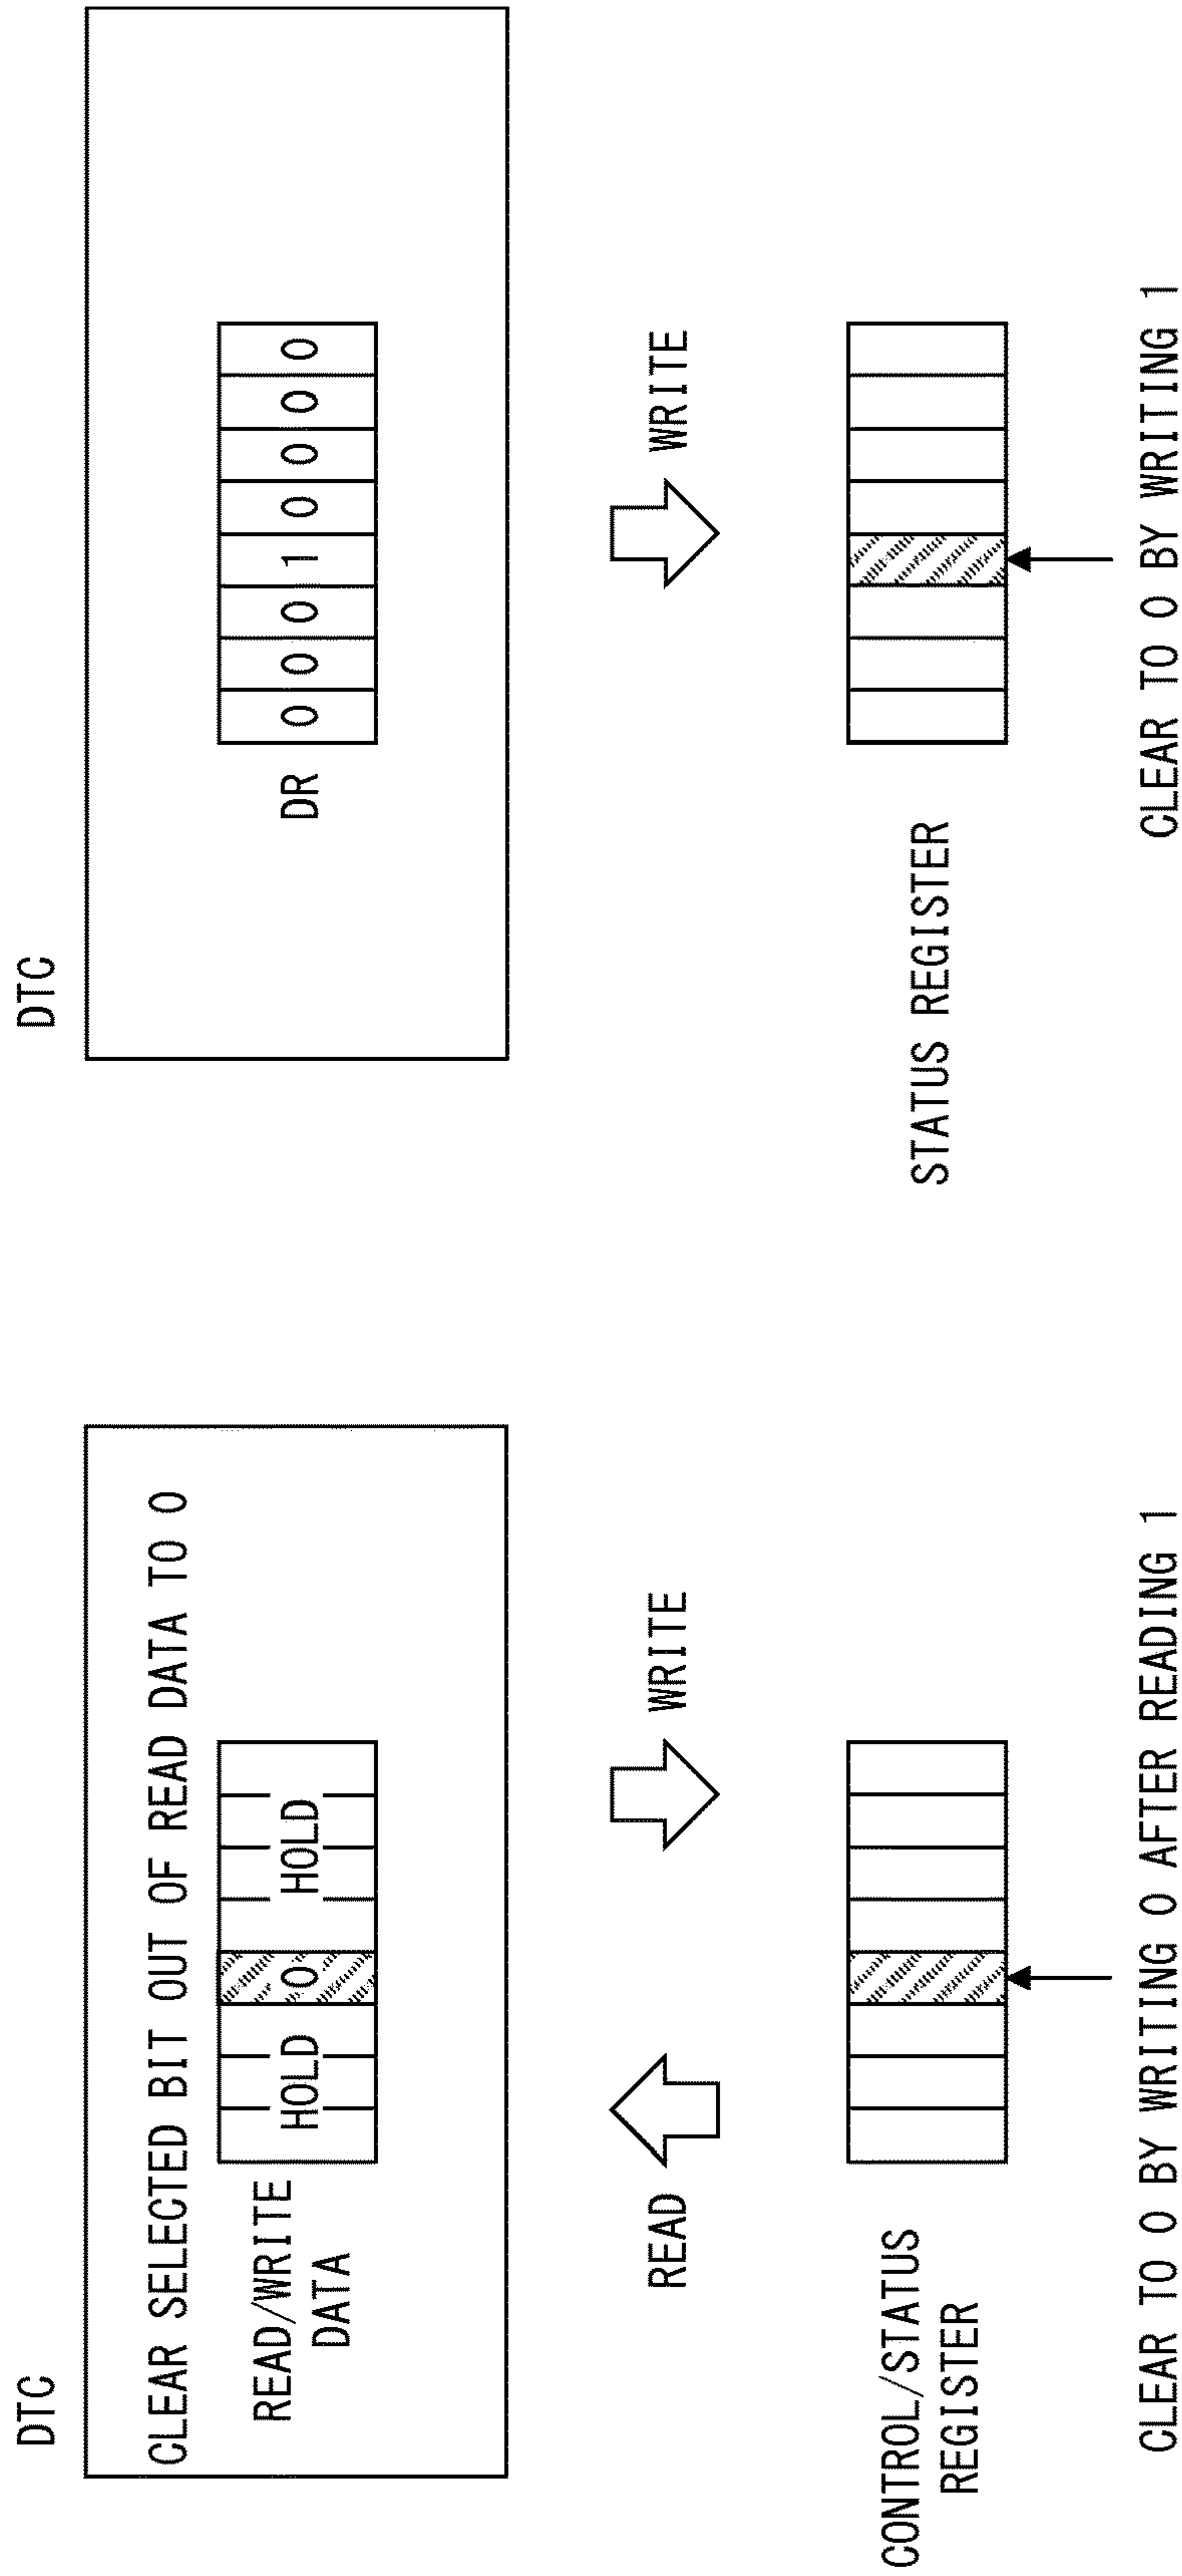 DTC
CLEAR SELECTED BIT OUT OF READ DATA TO 0
READ/WRITE
DATA
HOLD 0 HOLD
READ
WRITE
CONTROL/STATUS
REGISTER
CLEAR TO 0 BY WRITING 0 AFTER READING 1
DTC
DR
0 0 0 1 0 0 0 0
WRITE
STATUS REGISTER
CLEAR TO 0 BY WRITING 1